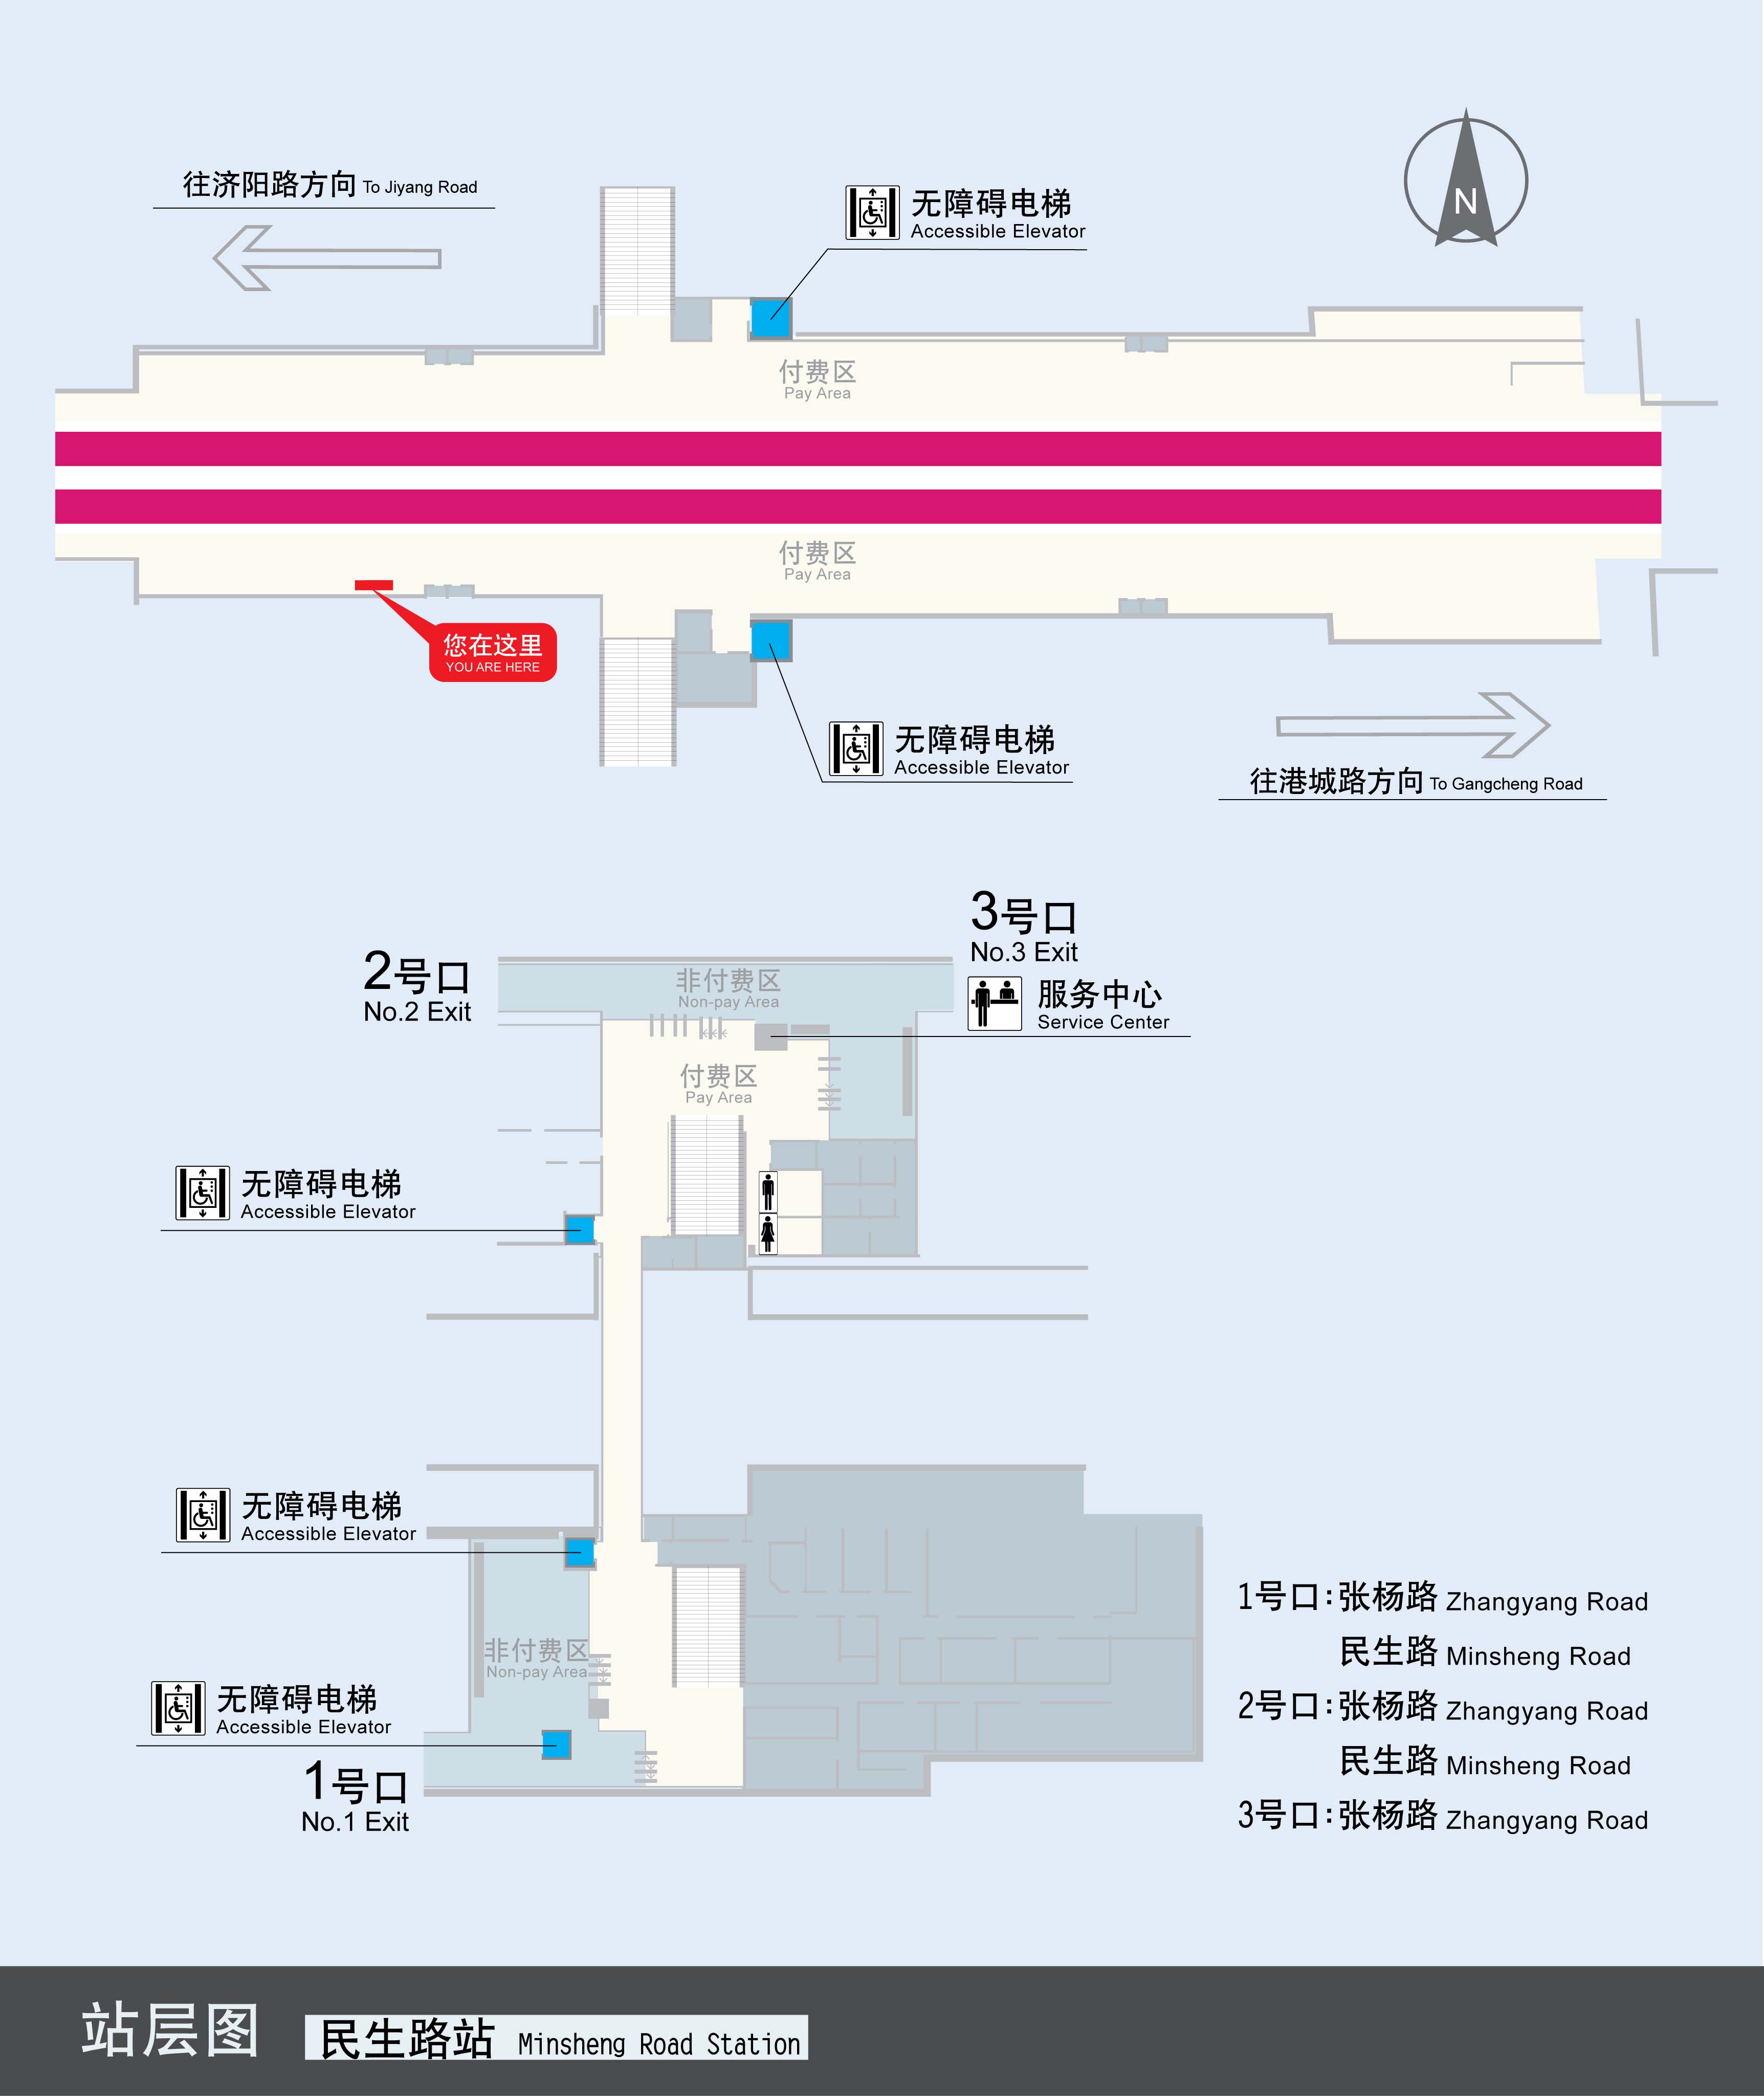 往济阳路方向 To Jiyang Road
无障碍电梯
Accessible Elevator
N
付费区
Pay Area
付费区
Pay Area
您在这里
YOU ARE HERE
无障碍电梯
Accessible Elevator
往港城路方向 To Gangcheng Road
3号口
No.3 Exit
2号口
No.2 Exit
非付费区
Non-pay Area
服务中心
Service Center
付费区
Pay Area
无障碍电梯
Accessible Elevator
无障碍电梯
Accessible Elevator
非付费区
Non-pay Area
无障碍电梯
Accessible Elevator
1号口
No.1 Exit
1号口:张杨路 Zhangyang Road
民生路 Minsheng Road
2号口:张杨路 Zhangyang Road
民生路 Minsheng Road
3号口:张杨路 Zhangyang Road
站层图 民生路站 Minsheng Road Station